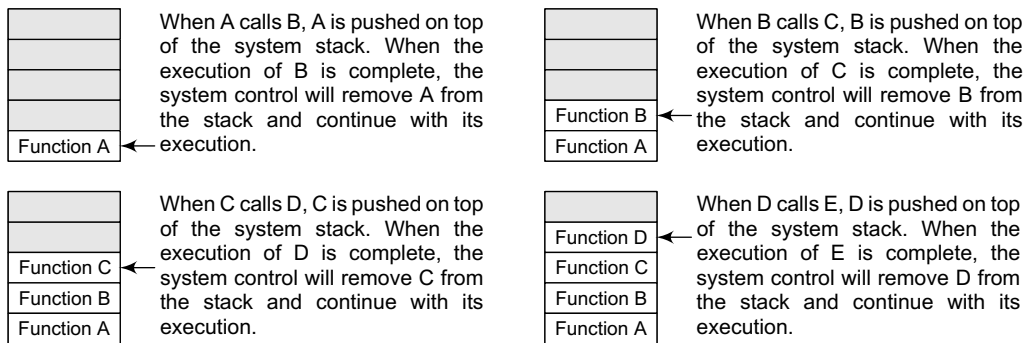 When A calls B, A is pushed on top
of the system stack. When the
execution of B is complete, the
system control will remove A from
the stack and continue with its
execution.
Function A
When B calls C, B is pushed on top
of the system stack. When the
execution of C is complete, the
system control will remove B from
the stack and continue with its
execution.
Function B
Function A
When C calls D, C is pushed on top
of the system stack. When the
execution of D is complete, the
system control will remove C from
the stack and continue with its
execution.
Function C
Function B
Function A
When D calls E, D is pushed on top
of the system stack. When the
execution of E is complete, the
system control will remove D from
the stack and continue with its
execution.
Function D
Function C
Function B
Function A